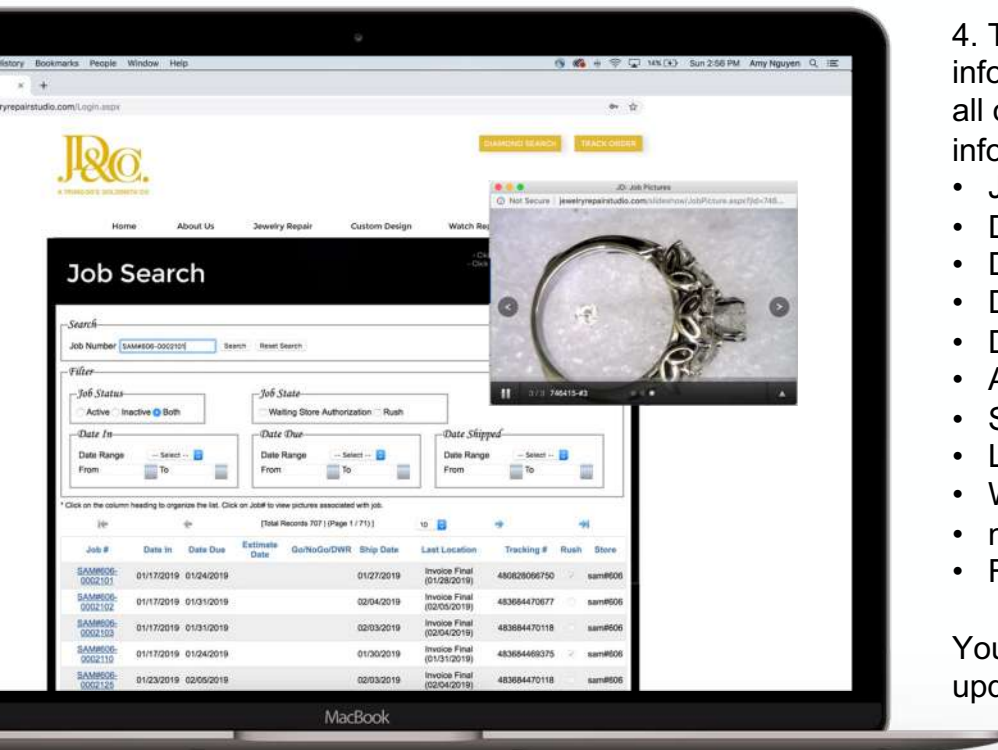 History Bookmarks People Window Help
14% Sun 2:56 PM Amy Nguyen
× +
ryrepairstudio.com/Login.aspx
JR&CO.
DIAMOND SEARCH TRACK ORDER
Home About Us Jewelry Repair Custom Design Watch Rep
JD: Job Pictures
Not Secure jewelryrepairstudio.com/slideshow/JobPicture.aspx?jid=746...
3 / 3 746415-#3
Job Search
Search
Job Number SAM#606-0002101 Search Reset Search
Filter
Job Status
Active Inactive Both
Job State
Waiting Store Authorization Rush
Date In
Date Range -- Select --
From To
Date Due
Date Range -- Select --
From To
Date Shipped
Date Range -- Select --
From To
* Click on the column heading to organize the list. Click on Job# to view pictures associated with job.
[Total Records 707 | (Page 1 / 71)] 10
Job # Date In Date Due Estimate Date Go/NoGo/DWR Ship Date Last Location Tracking # Rush Store
SAM#606-0002101 01/17/2019 01/24/2019 01/27/2019 Invoice Final (01/28/2019) 480828066750 sam#606
SAM#606-0002102 01/17/2019 01/31/2019 02/04/2019 Invoice Final (02/05/2019) 483684470677 sam#606
SAM#606-0002103 01/17/2019 01/31/2019 02/03/2019 Invoice Final (02/04/2019) 483684470118 sam#606
SAM#606-0002110 01/17/2019 01/24/2019 01/30/2019 Invoice Final (01/31/2019) 483684469375 sam#606
SAM#606-0002125 01/23/2019 02/05/2019 02/03/2019 Invoice Final (02/04/2019) 483684470118 sam#606
MacBook
4. T
info
all
info
• J
• D
• D
• D
• D
• A
• S
• L
• W
• r
• F
You
upd